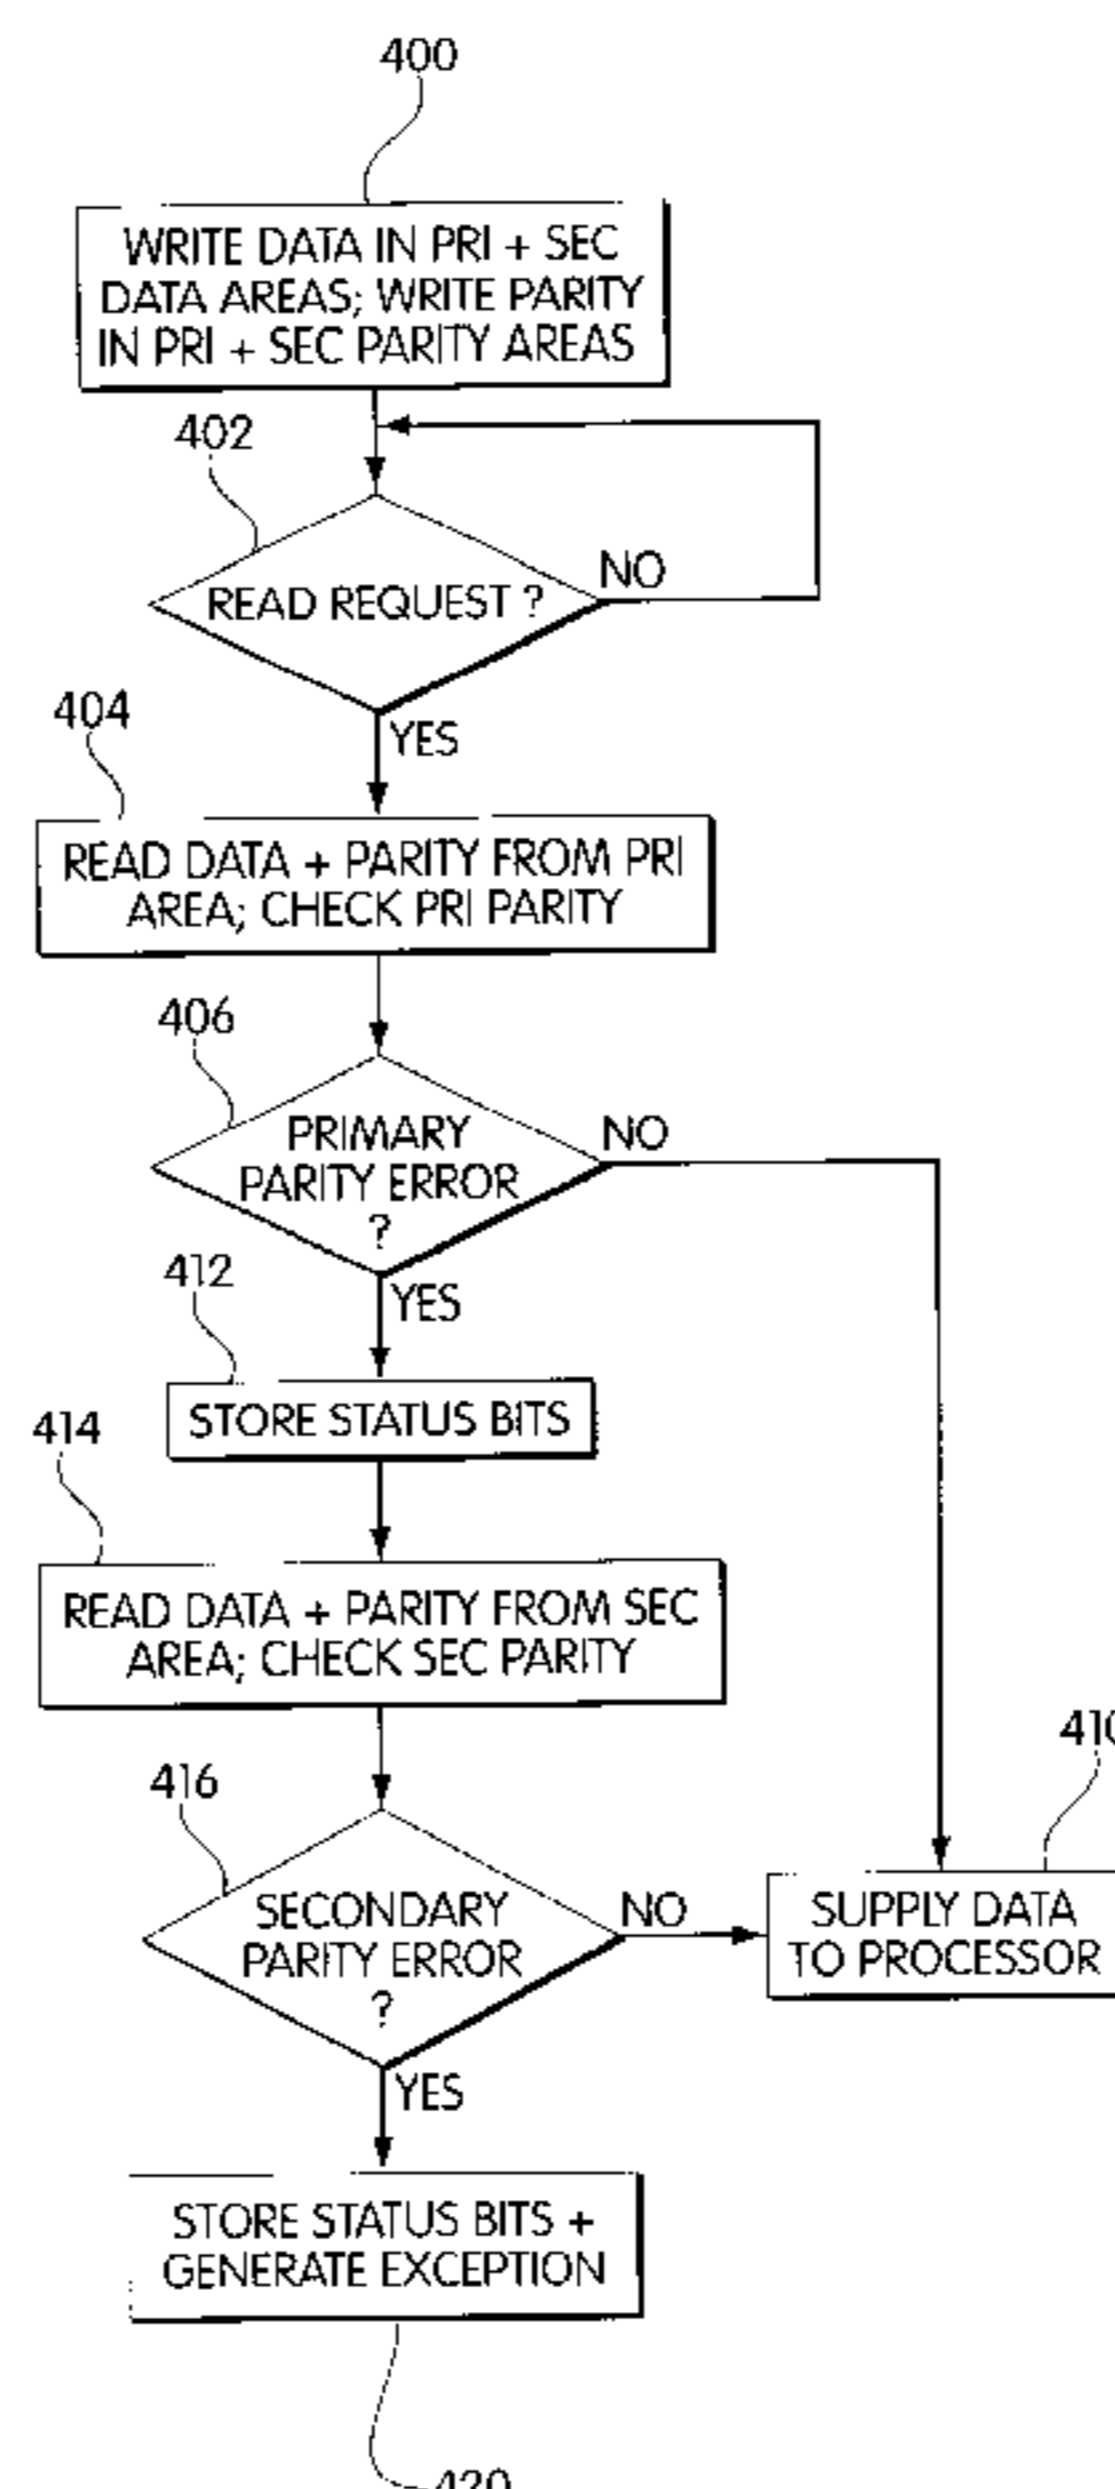 400
WRITE DATA IN PRI + SEC
DATA AREAS; WRITE PARITY
IN PRI + SEC PARITY AREAS
402
READ REQUEST ?
NO
YES
404
READ DATA + PARITY FROM PRI
AREA; CHECK PRI PARITY
406
PRIMARY
PARITY ERROR
?
NO
YES
412
STORE STATUS BITS
414
READ DATA + PARITY FROM SEC
AREA; CHECK SEC PARITY
416
SECONDARY
PARITY ERROR
?
NO
YES
410
SUPPLY DATA
TO PROCESSOR
STORE STATUS BITS +
GENERATE EXCEPTION
420